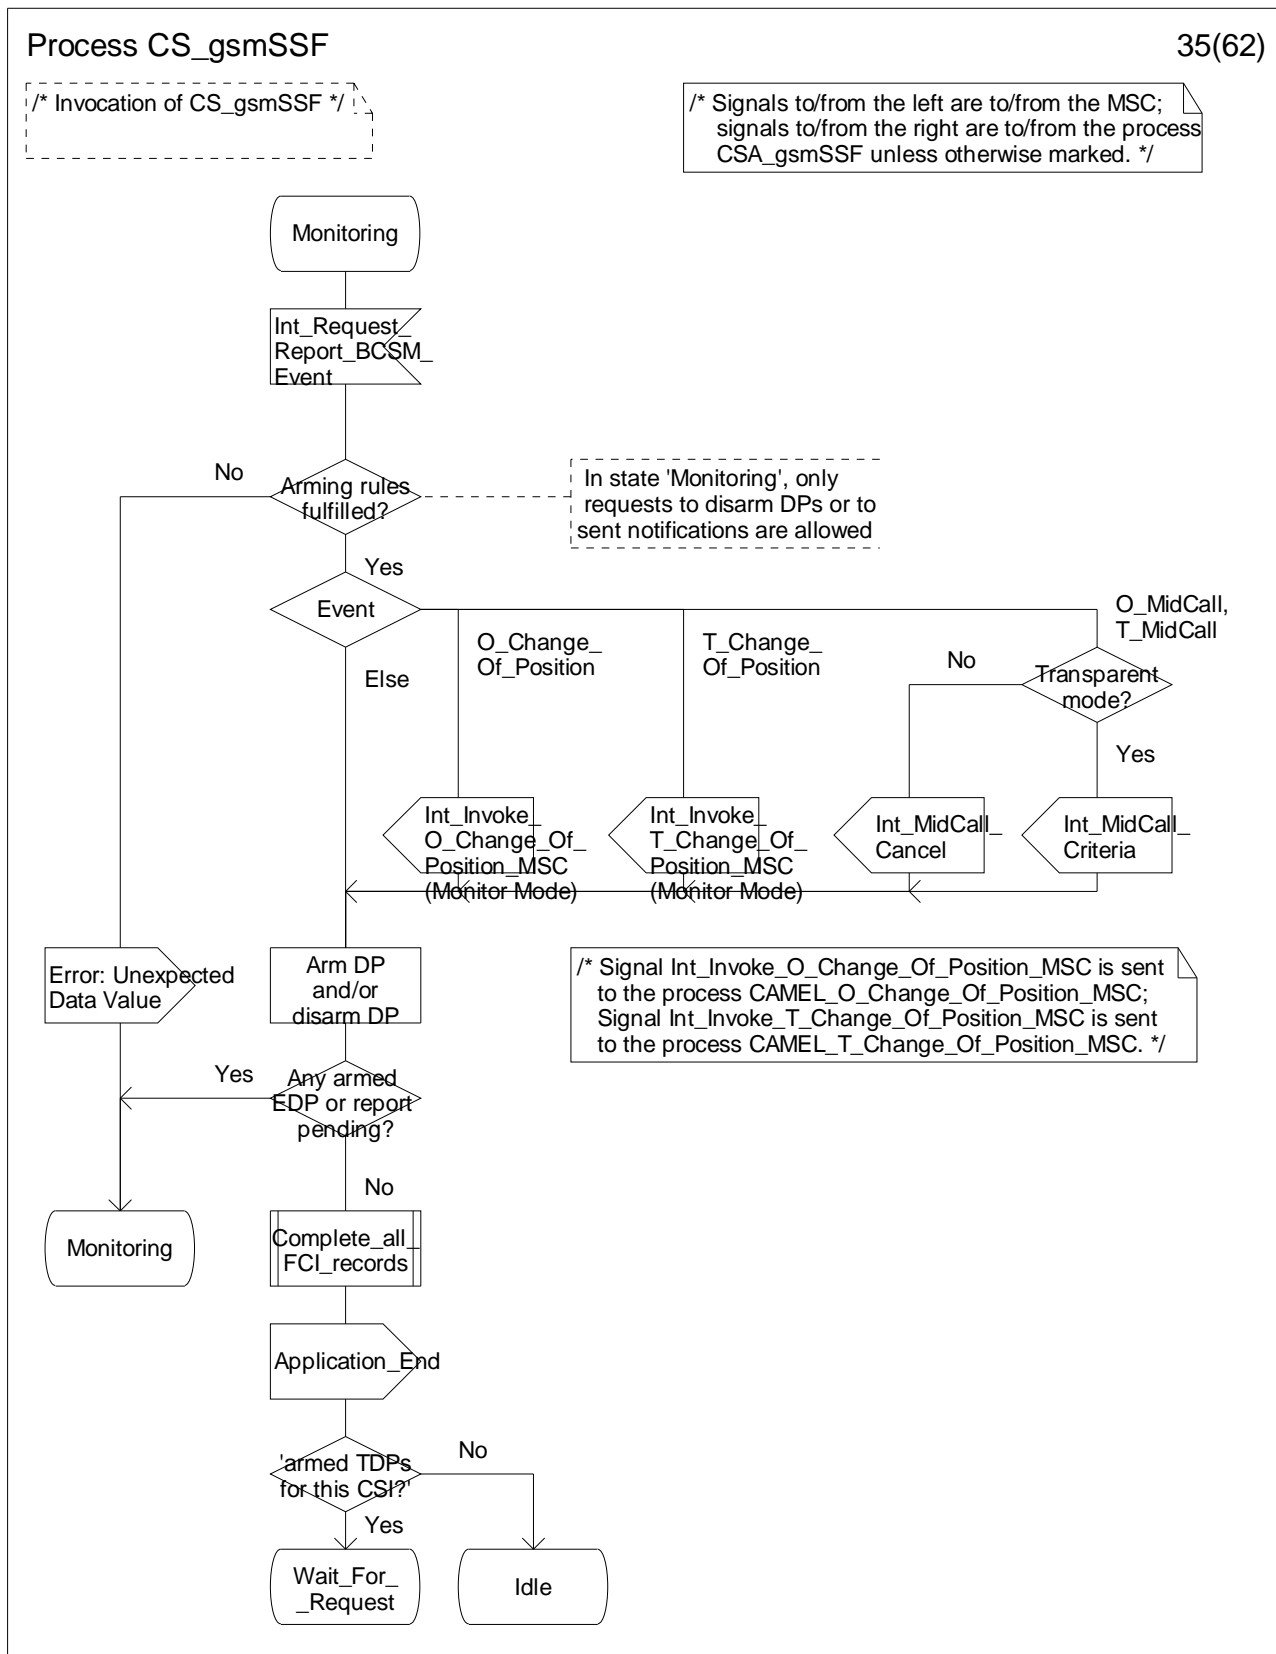 Process CS_gsmSSF
35(62)
/* Invocation of CS_gsmSSF */
/* Signals to/from the left are to/from the MSC;
signals to/from the right are to/from the process
CSA_gsmSSF unless otherwise marked. */
Monitoring
Int_Request_
Report_BCSM_
Event
No
Arming rules
fulfilled?
In state 'Monitoring', only
requests to disarm DPs or to
sent notifications are allowed
Yes
Event
O_Change_
Of_Position
T_Change_
Of_Position
O_MidCall,
T_MidCall
Else
No
Transparent
mode?
Yes
Int_Invoke_
O_Change_Of_
Position_MSC
(Monitor Mode)
Int_Invoke_
T_Change_Of_
Position_MSC
(Monitor Mode)
Int_MidCall_
Cancel
Int_MidCall_
Criteria
Error: Unexpected
Data Value
Arm DP
and/or
disarm DP
/* Signal Int_Invoke_O_Change_Of_Position_MSC is sent
to the process CAMEL_O_Change_Of_Position_MSC;
Signal Int_Invoke_T_Change_Of_Position_MSC is sent
to the process CAMEL_T_Change_Of_Position_MSC. */
Yes
Any armed
EDP or report
pending?
No
Monitoring
Complete_all_
FCI_records
Application_End
'armed TDPs
for this CSI?'
No
Yes
Wait_For_
_Request
Idle